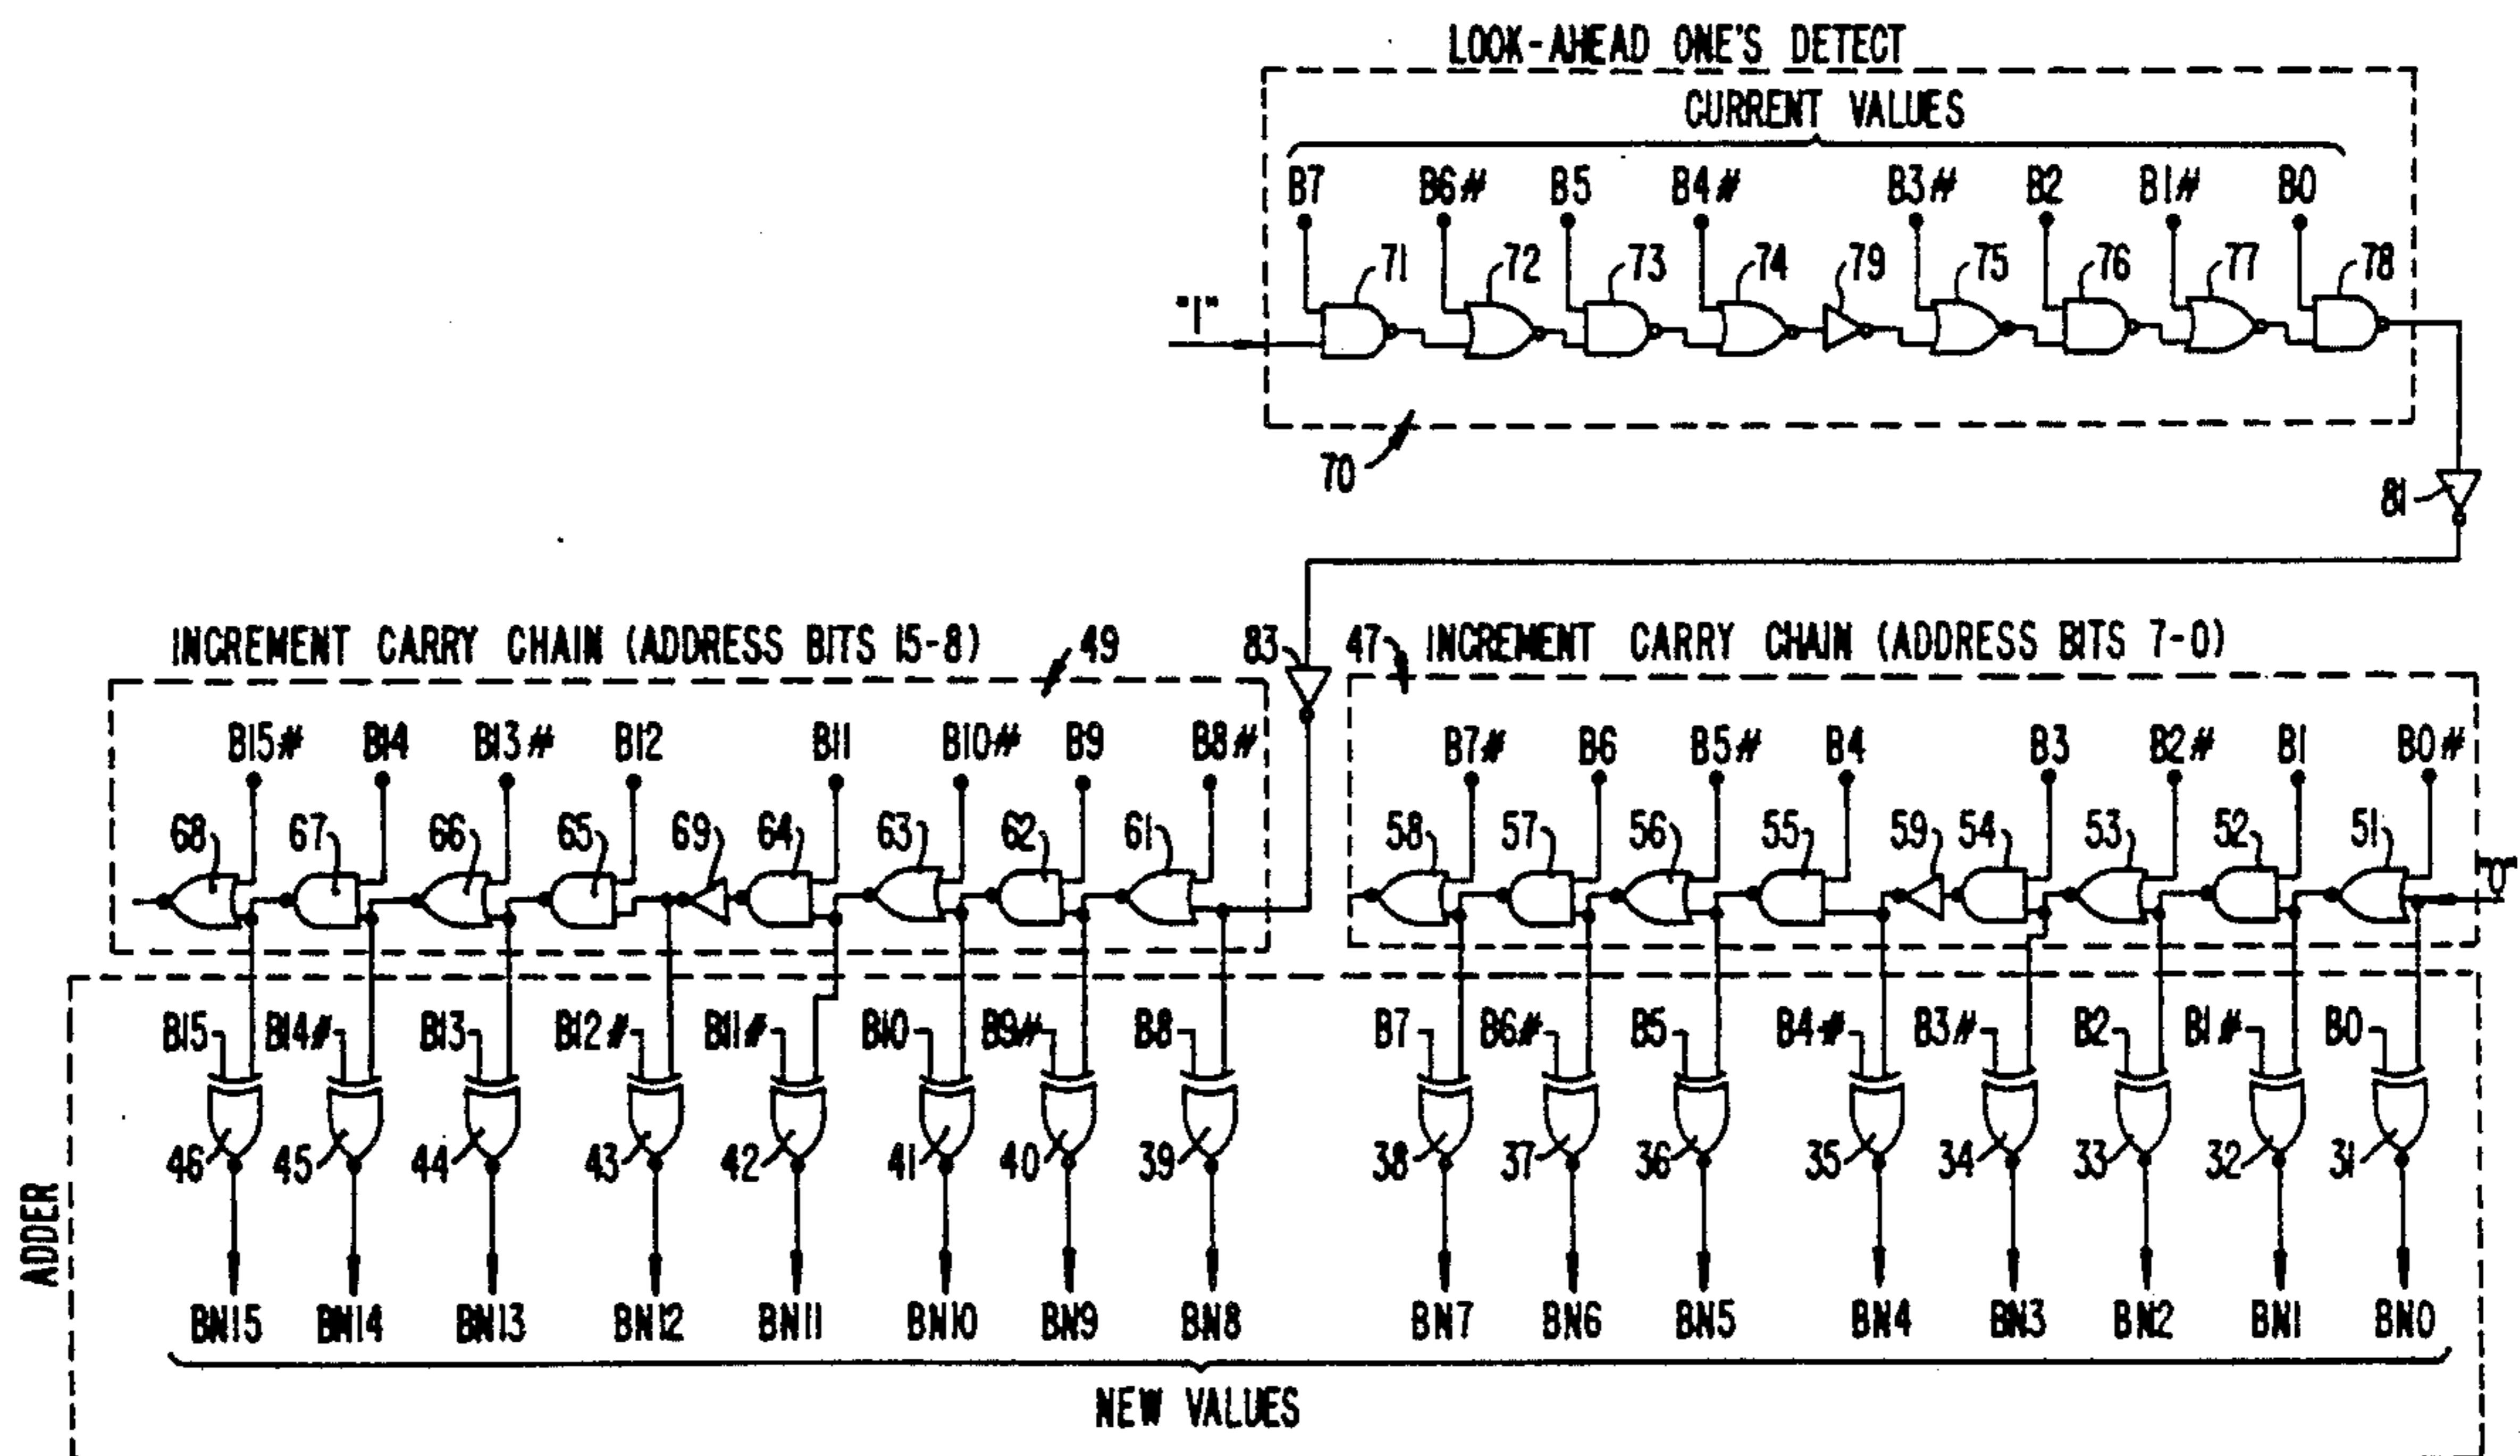 LOOK-AHEAD ONE'S DETECT
CURRENT VALUES
B7 B6# B5 B4# B3# B2 B1# B0
71 72 73 74 79 75 76 77 78
"1"
70
81
INCREMENT CARRY CHAIN (ADDRESS BITS 15-8) 49 83 47 INCREMENT CARRY CHAIN (ADDRESS BITS 7-0)
B15# B14 B13# B12 B11 B10# B9 B8# B7# B6 B5# B4 B3 B2# B1 B0#
68 67 66 65 69 64 63 62 61 58 57 56 55 59 54 53 52 51
B15 B14# B13 B12# B11# B10 B9# B8 B7 B6# B5 B4# B3# B2 B1# B0
46 45 44 43 42 41 40 39 38 37 36 35 34 33 32 31
ADDER
BN15 BN14 BN13 BN12 BN11 BN10 BN9 BN8 BN7 BN6 BN5 BN4 BN3 BN2 BN1 BN0
NEW VALUES